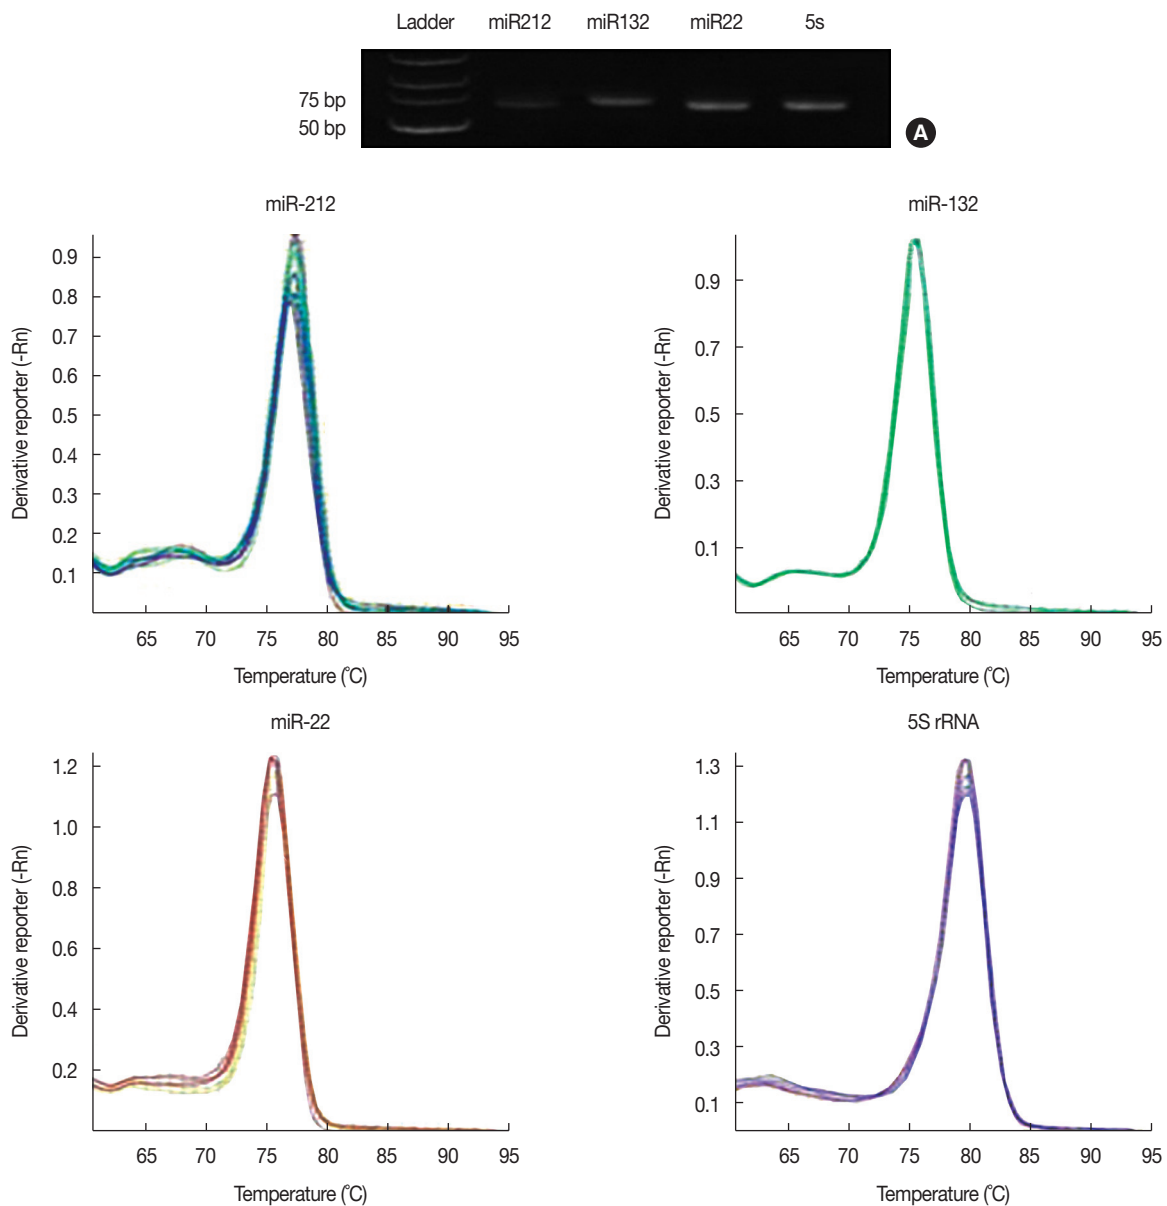 Ladder miR212 miR132 miR22 5s
75 bp
50 bp
A
miR-212
0.9
0.8
0.7
0.6
0.5
0.4
0.3
0.2
0.1
Derivative reporter (-Rn)
65 70 75 80 85 90 95
Temperature (°C)
miR-132
0.9
0.7
0.5
0.3
0.1
Derivative reporter (-Rn)
65 70 75 80 85 90 95
Temperature (°C)
miR-22
1.2
1.0
0.8
0.6
0.4
0.2
Derivative reporter (-Rn)
65 70 75 80 85 90 95
Temperature (°C)
5S rRNA
1.3
1.1
0.9
0.7
0.5
0.3
0.1
Derivative reporter (-Rn)
65 70 75 80 85 90 95
Temperature (°C)